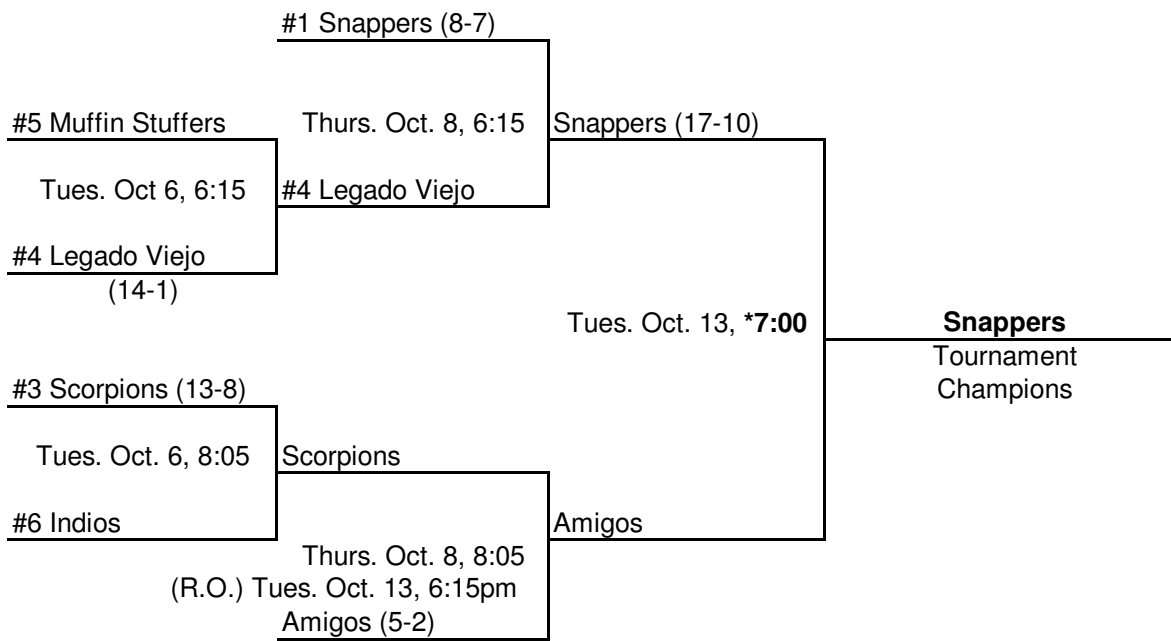 #1 Snappers (8-7)
#5 Muffin Stuffers
Thurs. Oct. 8, 6:15
Snappers (17-10)
Tues. Oct 6, 6:15
#4 Legado Viejo
#4 Legado Viejo
(14-1)
Tues. Oct. 13, *7:00
Snappers
Tournament
Champions
#3 Scorpions (13-8)
Tues. Oct. 6, 8:05
Scorpions
#6 Indios
Amigos
Thurs. Oct. 8, 8:05
(R.O.) Tues. Oct. 13, 6:15pm
Amigos (5-2)